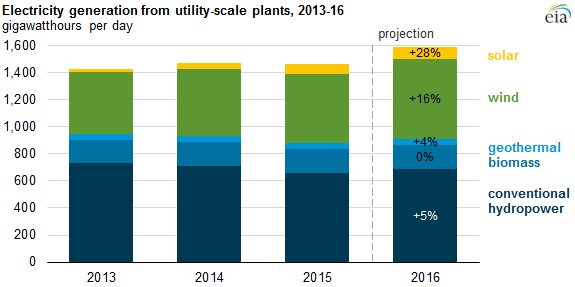 Electricity generation from utility-scale plants, 2013-16
gigawatthours per day
eia
projection
1,600
1,400
1,200
1,000
800
600
400
200
0
+28%
+16%
+4%
0%
+5%
solar
wind
geothermal
biomass
conventional
hydropower
2013
2014
2015
2016